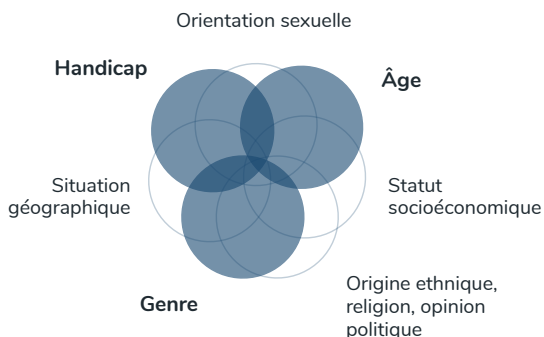 Orientation sexuelle
Handicap
Âge
Situation
géographique
Statut
socioéconomique
Genre
Origine ethnique,
religion, opinion
politique